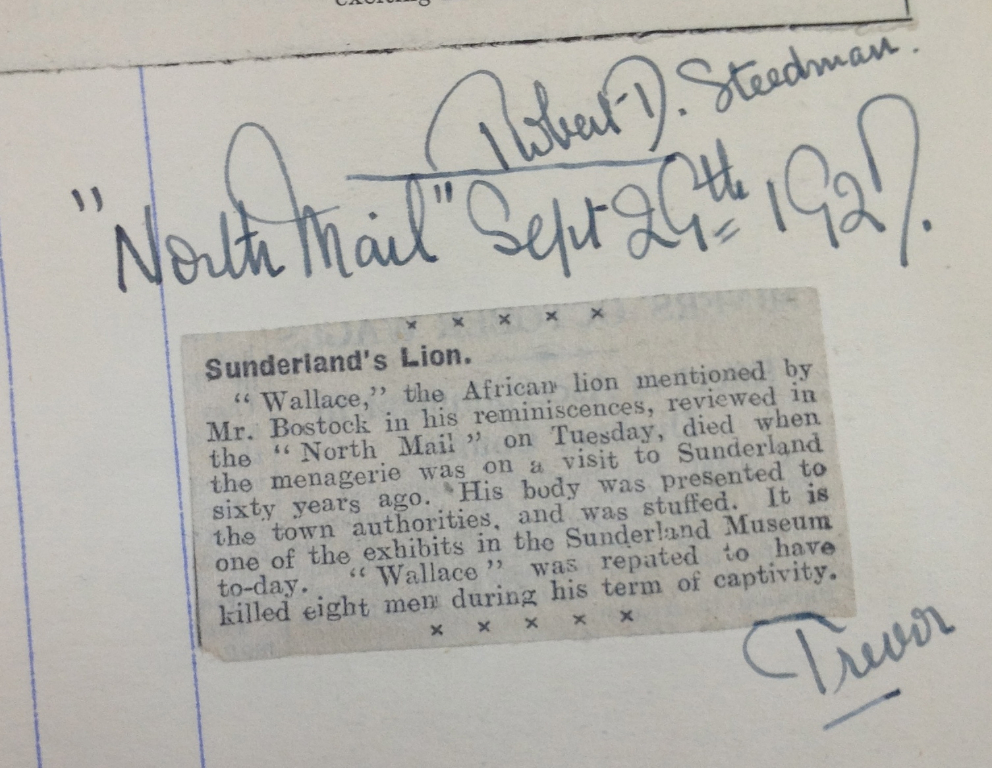 exciting
Robert D. Steedman.
"North Mail" Sept 29th 1927.
× × × × ×
Sunderland's Lion.
"Wallace," the African lion mentioned by
Mr. Bostock in his reminiscences, reviewed in
the "North Mail" on Tuesday, died when
the menagerie was on a visit to Sunderland
sixty years ago. His body was presented to
the town authorities, and was stuffed. It is
one of the exhibits in the Sunderland Museum
to-day. "Wallace" was reputed to have
killed eight men during his term of captivity.
× × × × ×
Trevor